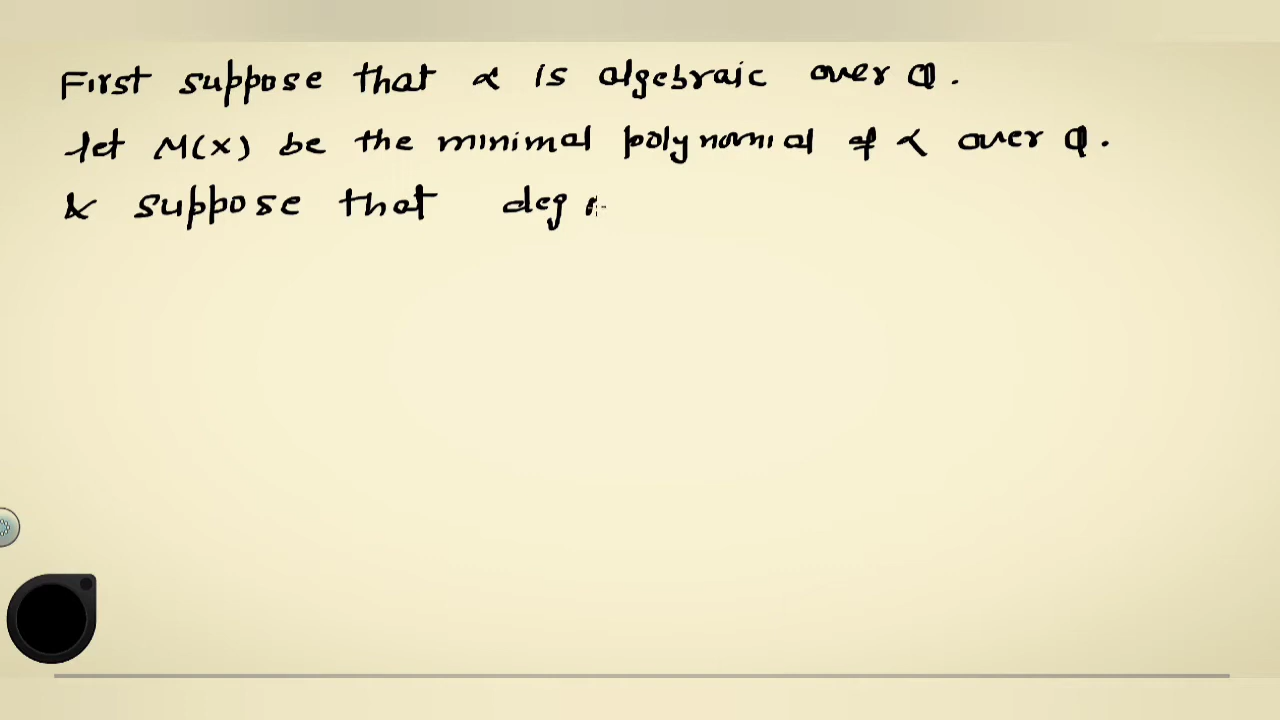 First suppose that α is algebraic over Q.
let M(x) be the minimal polynomial of α over Q.
& suppose that deg